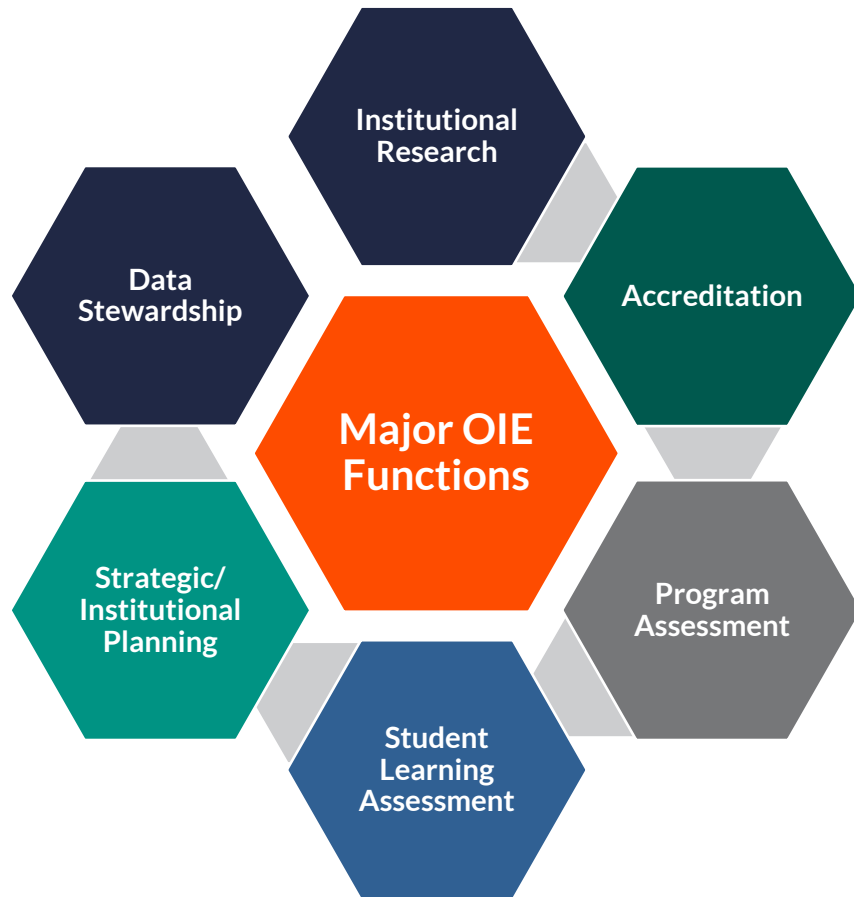 Institutional
Research
Data
Stewardship
Accreditation
Major OIE
Functions
Strategic/
Institutional
Planning
Program
Assessment
Student
Learning
Assessment